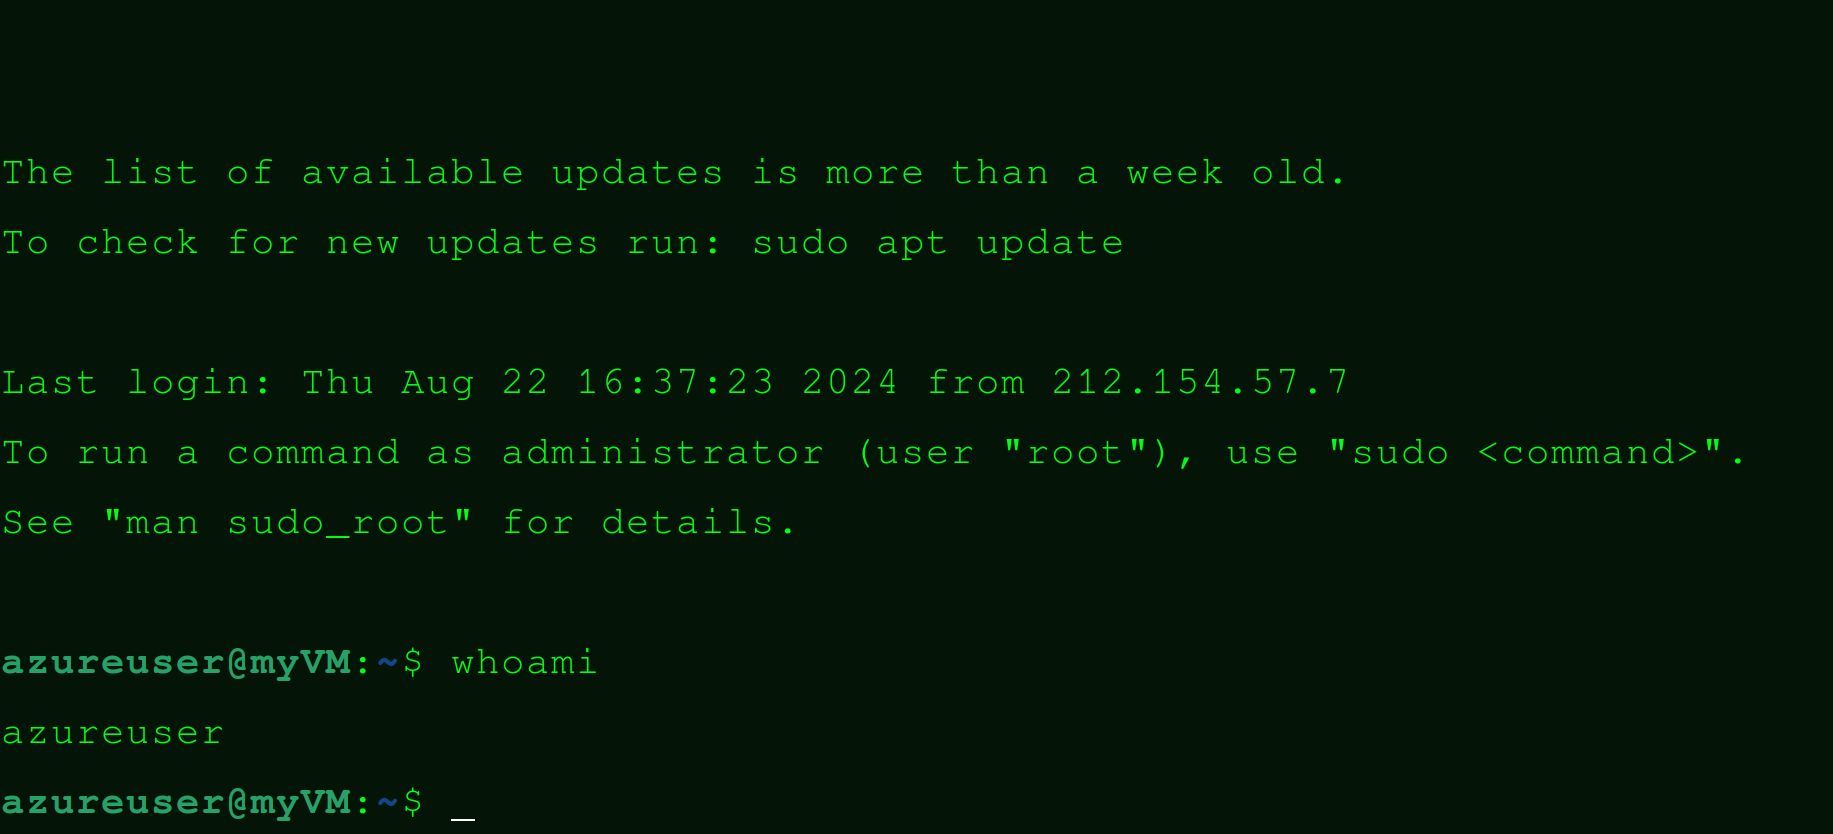 The list of available updates is more than a week old.
To check for new updates run: sudo apt update
Last login: Thu Aug 22 16:37:23 2024 from 212.154.57.7
To run a command as administrator (user "root"), use "sudo <command>".
See "man sudo_root" for details.
azureuser@myVM:~$ whoami
azureuser
azureuser@myVM:~$ _